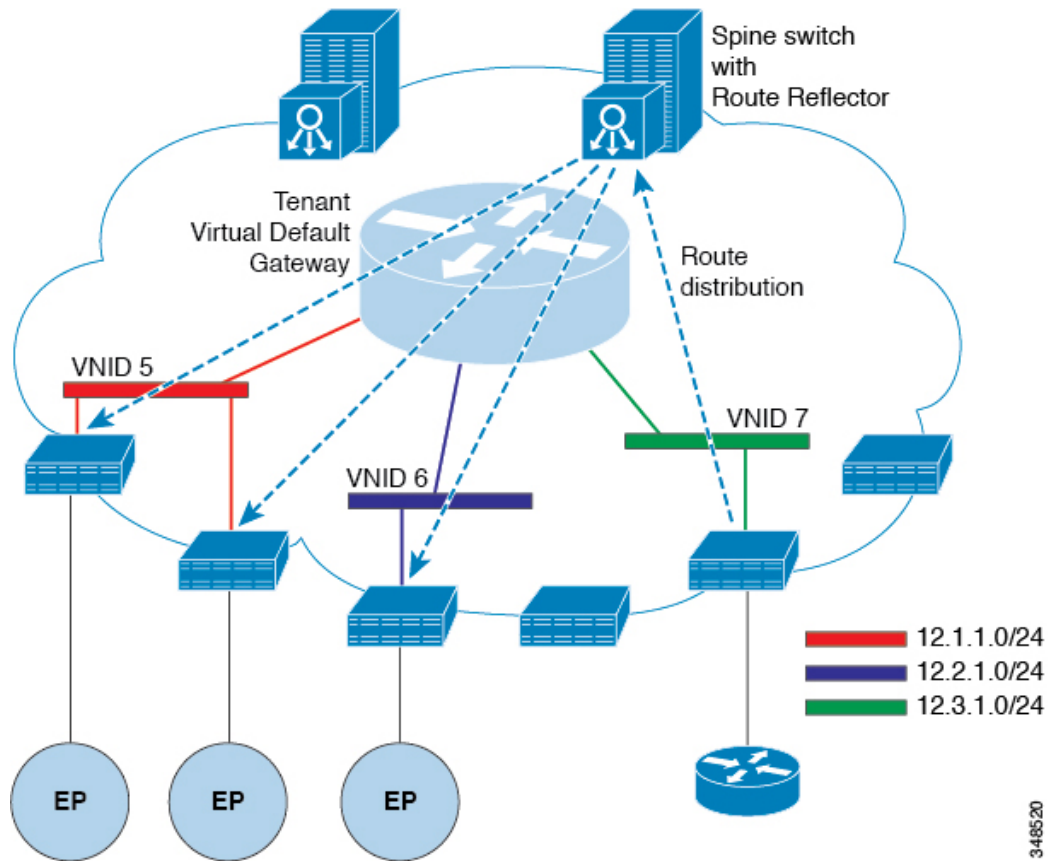 Spine switch
with
Route Reflector
Tenant
Virtual Default
Gateway
Route
distribution
VNID 5
VNID 7
VNID 6
12.1.1.0/24
12.2.1.0/24
12.3.1.0/24
EP
EP
EP
348520